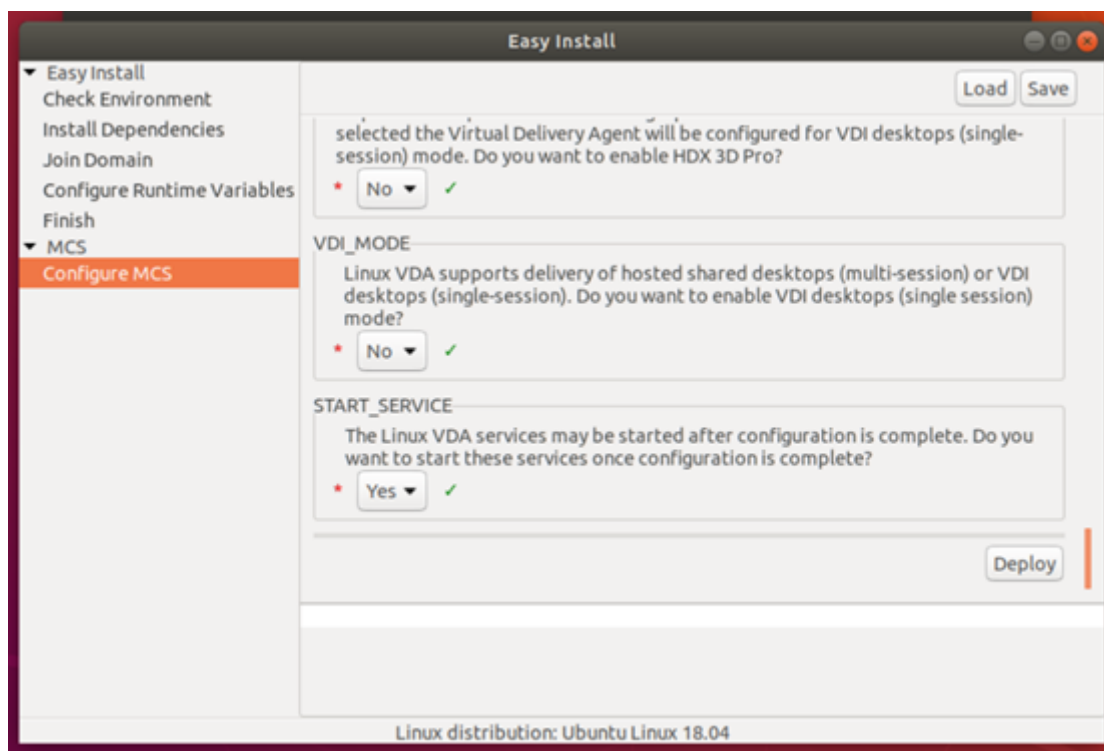 Easy Install
Easy Install
Check Environment
Install Dependencies
Join Domain
Configure Runtime Variables
Finish
MCS
Configure MCS
Load Save
selected the Virtual Delivery Agent will be configured for VDI desktops (single-
session) mode. Do you want to enable HDX 3D Pro?
* No ✓
VDI_MODE
Linux VDA supports delivery of hosted shared desktops (multi-session) or VDI
desktops (single-session). Do you want to enable VDI desktops (single session)
mode?
* No ✓
START_SERVICE
The Linux VDA services may be started after configuration is complete. Do you
want to start these services once configuration is complete?
* Yes ✓
Deploy
Linux distribution: Ubuntu Linux 18.04